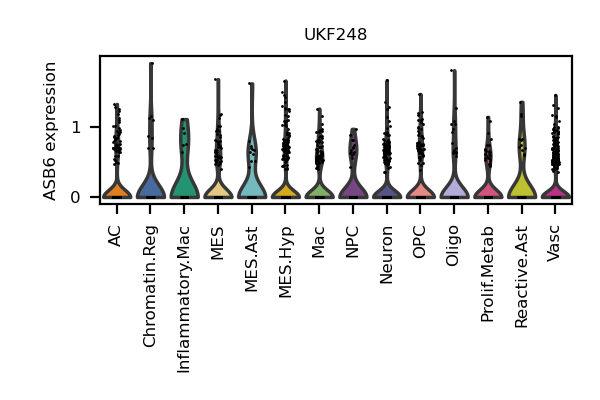 UKF248
ASB6 expression
1
0
AC
Chromatin.Reg
Inflammatory.Mac
MES
MES.Ast
MES.Hyp
Mac
NPC
Neuron
OPC
Oligo
Prolif.Metab
Reactive.Ast
Vasc